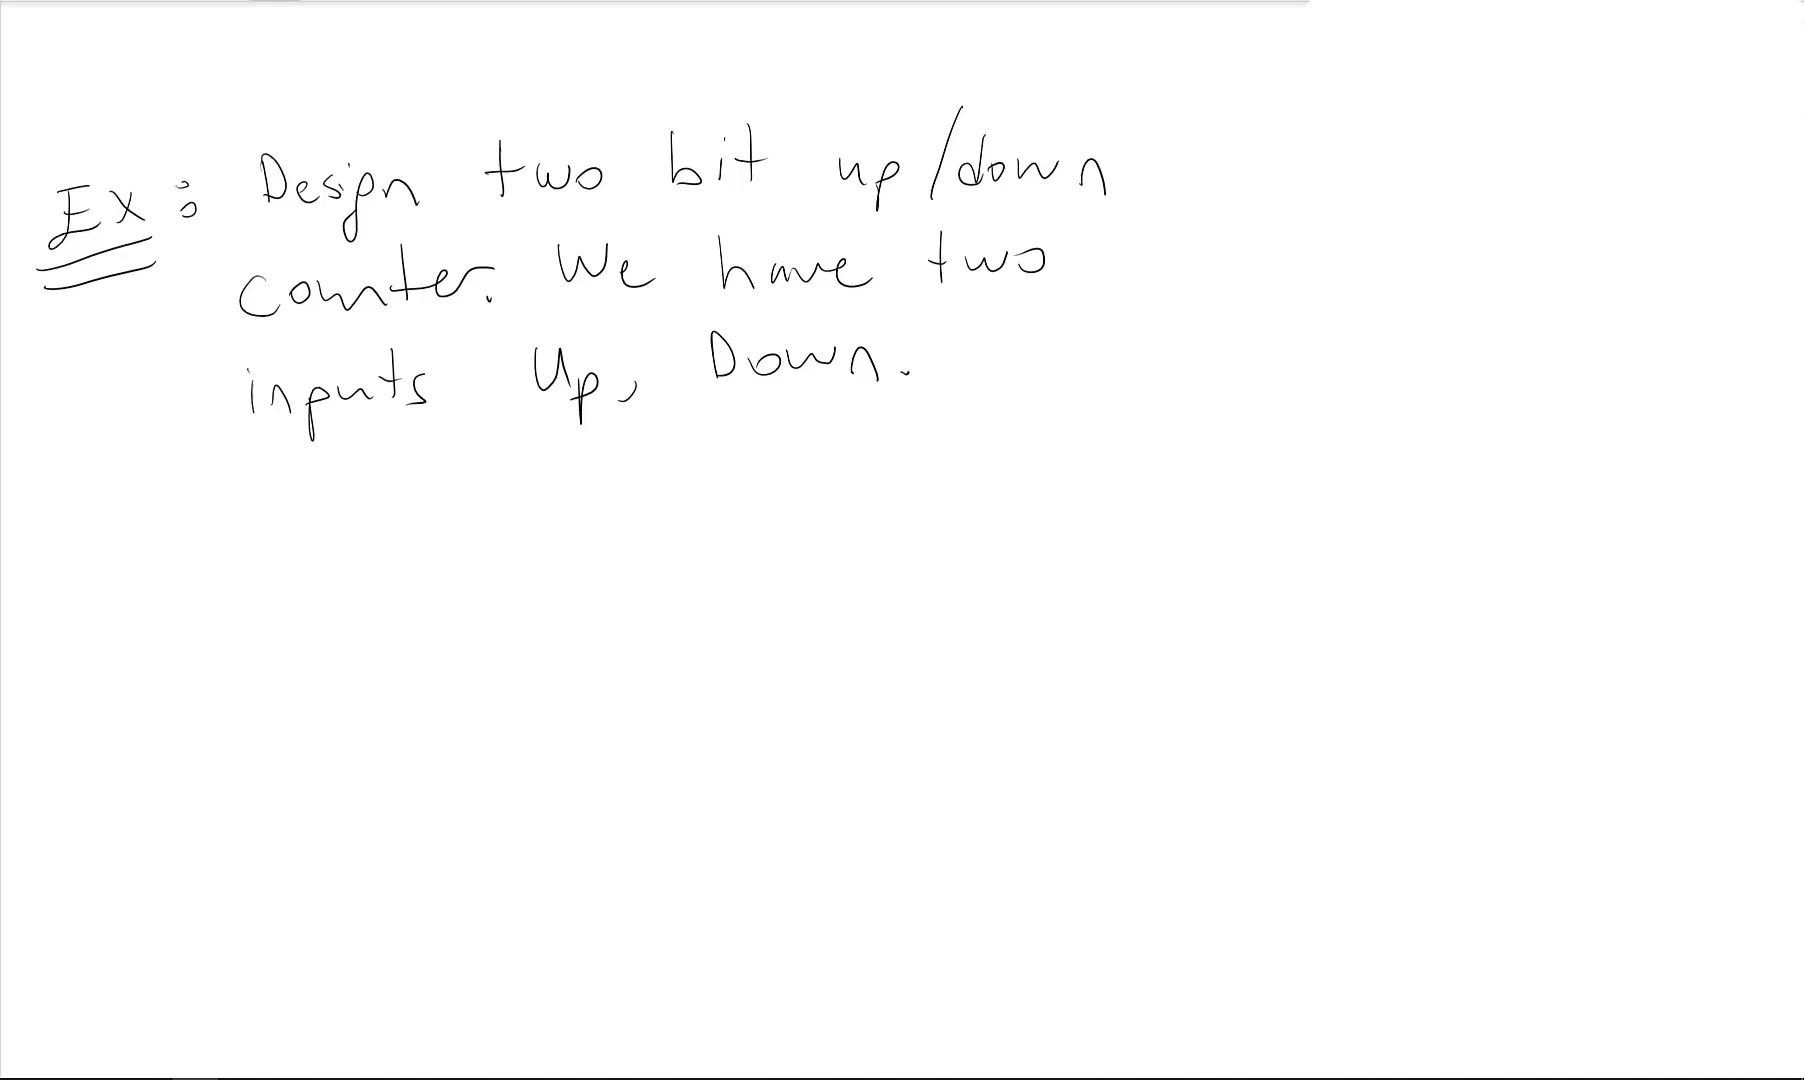 Ex: Design two bit up/down
counter. We have two
inputs Up, Down.